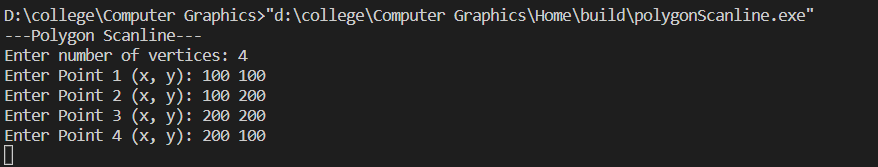 D:\college\Computer Graphics>"d:\college\Computer Graphics\Home\build\polygonScanline.exe"
---Polygon Scanline---
Enter number of vertices: 4
Enter Point 1 (x, y): 100 100
Enter Point 2 (x, y): 100 200
Enter Point 3 (x, y): 200 200
Enter Point 4 (x, y): 200 100